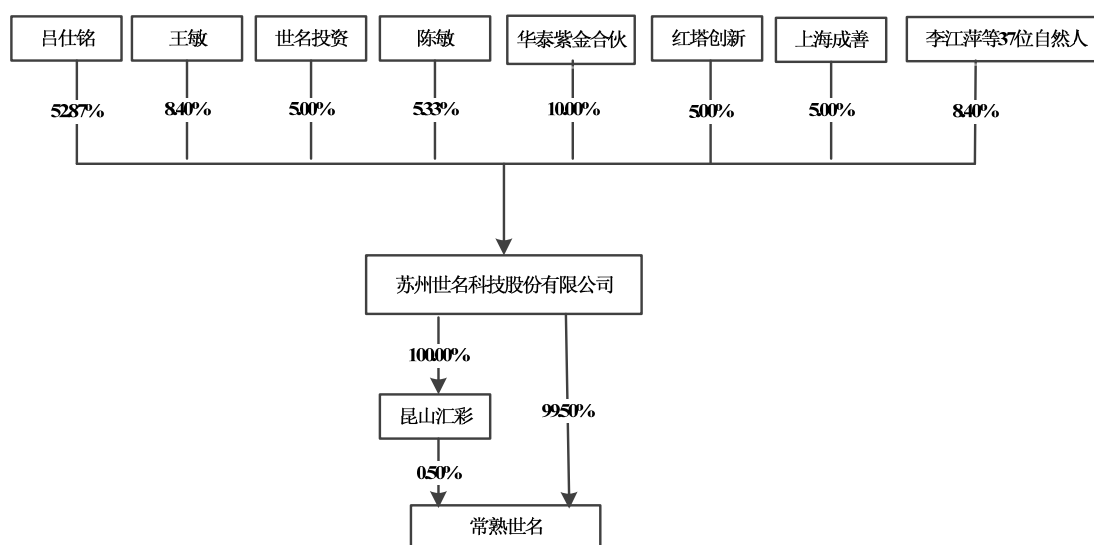 吕仕铭
王敏
世名投资
陈敏
华泰紫金合伙
红塔创新
上海成善
李江萍等37位自然人
52.87%
8.40%
5.00%
5.33%
10.00%
5.00%
5.00%
8.40%
苏州世名科技股份有限公司
100.00%
昆山汇彩
99.50%
0.50%
常熟世名